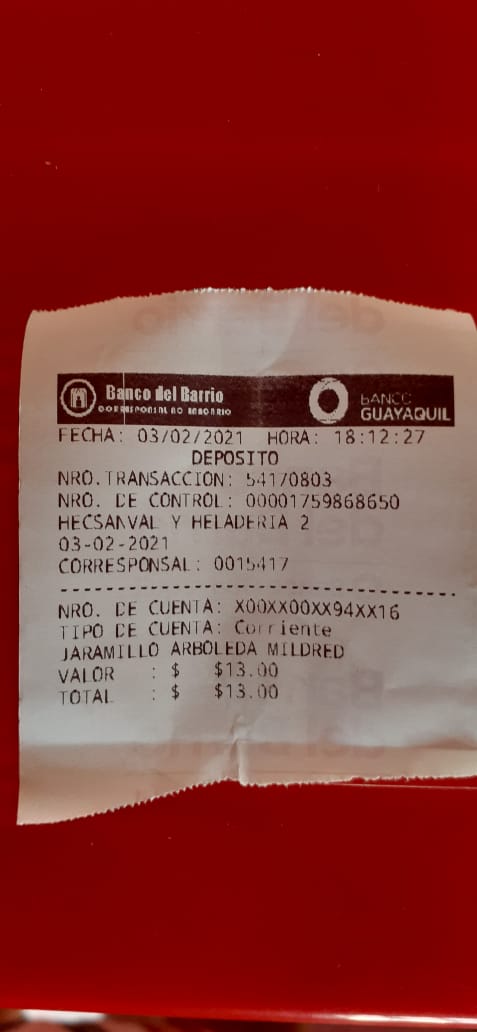 Banco del Barrio
CORRESPONSAL NO BANCARIO
BANCO
GUAYAQUIL
FECHA: 03/02/2021 HORA: 18:12:27
DEPOSITO
NRO.TRANSACCION: 54170803
NRO. DE CONTROL: 00001759868650
HECSANVAL Y HELADERIA 2
03-02-2021
CORRESPONSAL: 0015417
NRO. DE CUENTA: X00XX00XX94XX16
TIPO DE CUENTA: Corriente
JARAMILLO ARBOLEDA MILDRED
VALOR : $ $13.00
TOTAL : $ $13.00